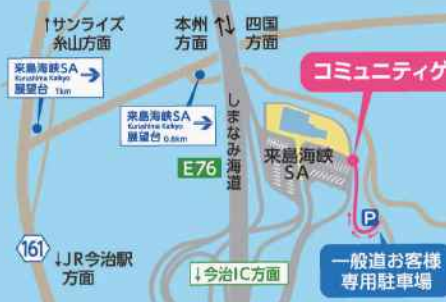 ↑サンライズ
糸山方面
本州 ↑↓ 四国
方面 方面
来島海峡SA →
Kurushima Kaikyo
展望台 1km
来島海峡SA →
Kurushima Kaikyo
展望台 0.6km
コミュニティゲ
しまなみ海道
E76
来島海峡
SA
P
161
↓JR今治駅
方面
↓今治IC方面
一般道お客様
専用駐車場